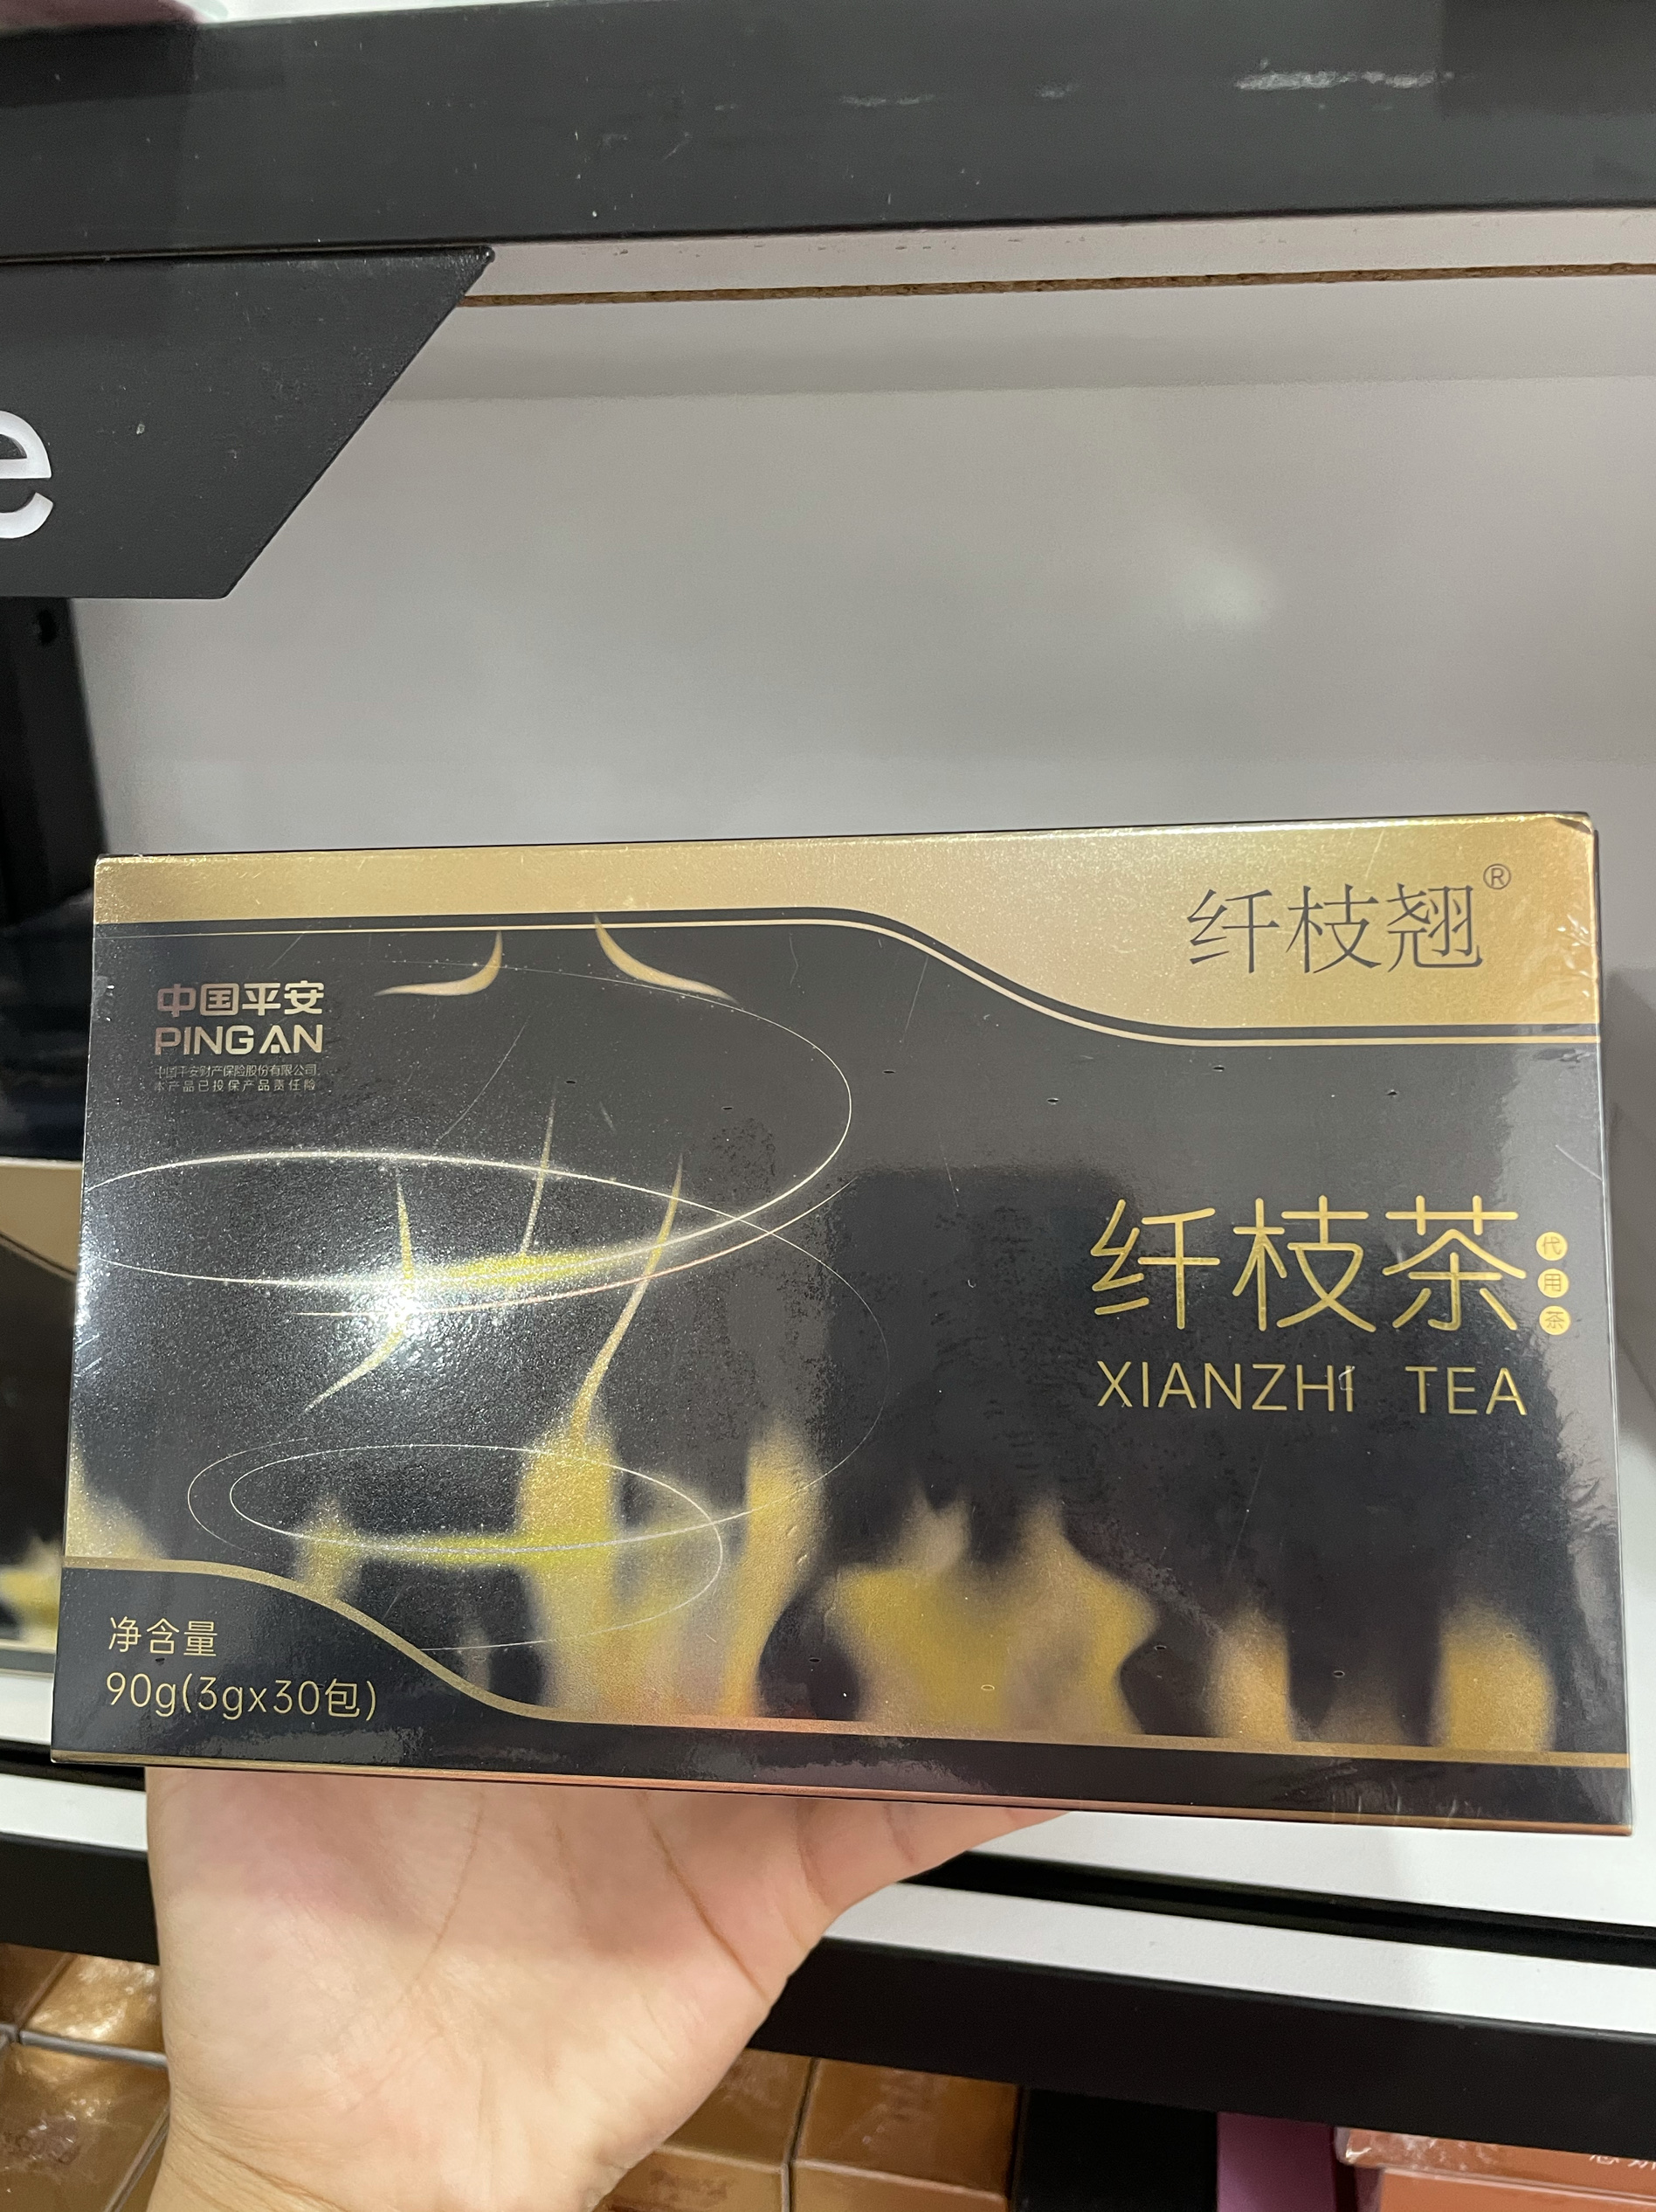 e
纤枝翘®
中国平安
PINGAN
中国平安财产保险股份有限公司
本产品已投保产品责任险
纤枝茶
代用茶
XIANZHI TEA
净含量
90g(3gx30包)